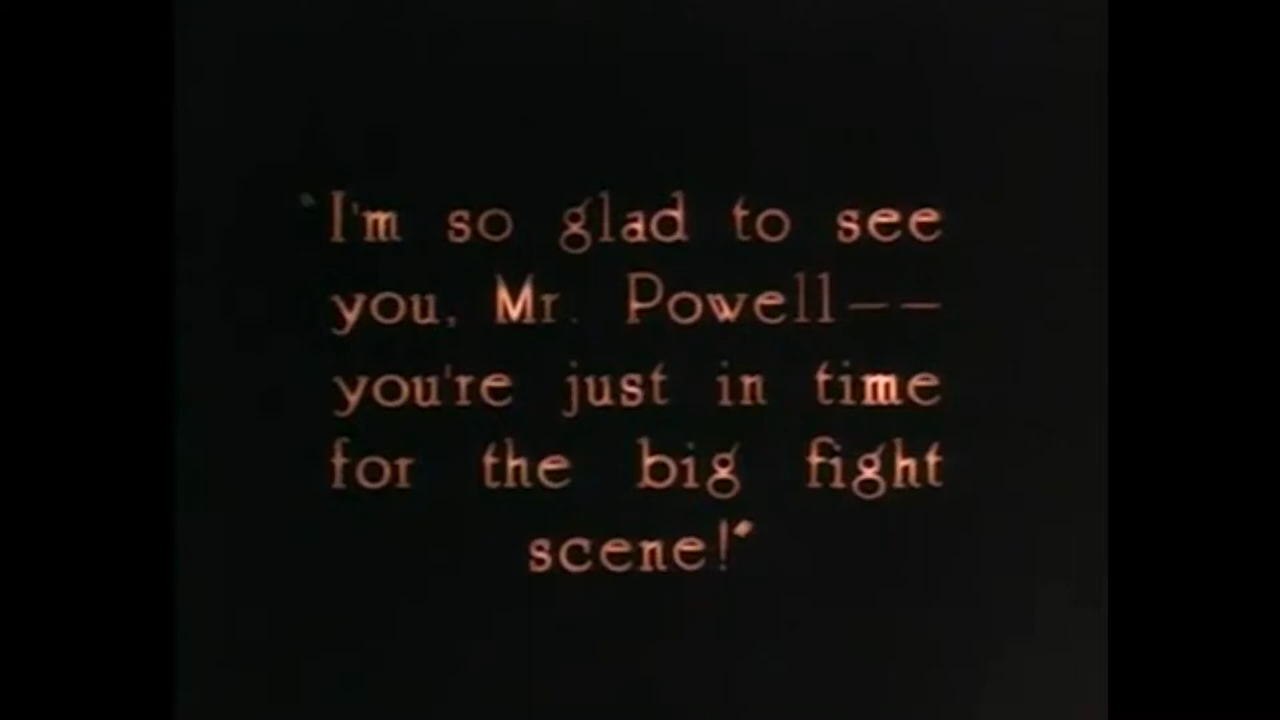 "I'm so glad to see
you, Mr. Powell--
you're just in time
for the big fight
scene!"